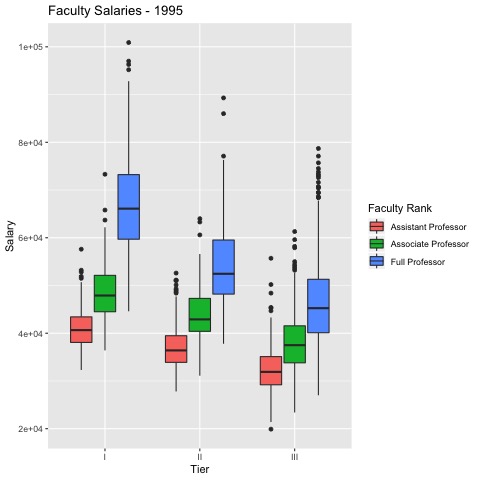 Faculty Salaries - 1995
1e+05
8e+04
6e+04
4e+04
2e+04
Salary
I
II
III
Tier
Faculty Rank
Assistant Professor
Associate Professor
Full Professor